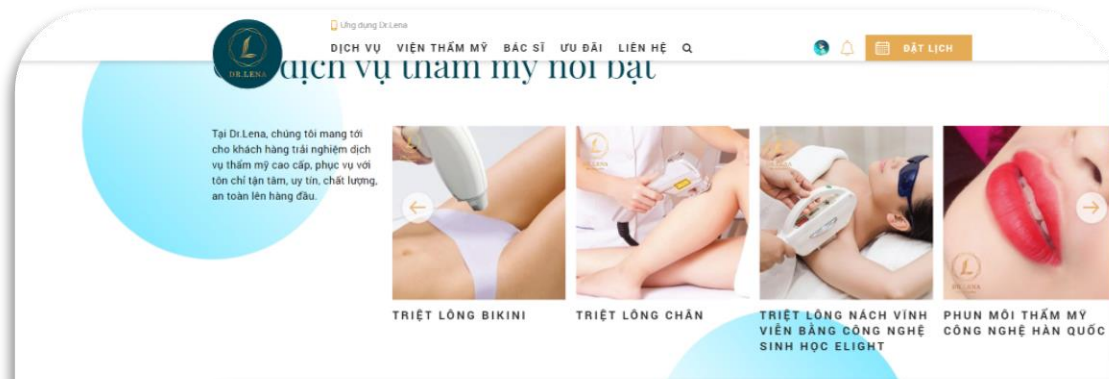 Ứng dụng Dr.Lena
DỊCH VỤ VIỆN THẨM MỸ BÁC SĨ ƯU ĐÃI LIÊN HỆ
ĐẶT LỊCH
DR.LENA
dịch vụ thẩm mỹ nổi bật
Tại Dr.Lena, chúng tôi mang tới
cho khách hàng trải nghiệm dịch
vụ thẩm mỹ cao cấp, phục vụ với
tôn chỉ tận tâm, uy tín, chất lượng,
an toàn lên hàng đầu.
TRIỆT LÔNG BIKINI
TRIỆT LÔNG CHÂN
TRIỆT LÔNG NÁCH VĨNH
VIỄN BẰNG CÔNG NGHỆ
SINH HỌC ELIGHT
PHUN MÔI THẨM MỸ
CÔNG NGHỆ HÀN QUỐC